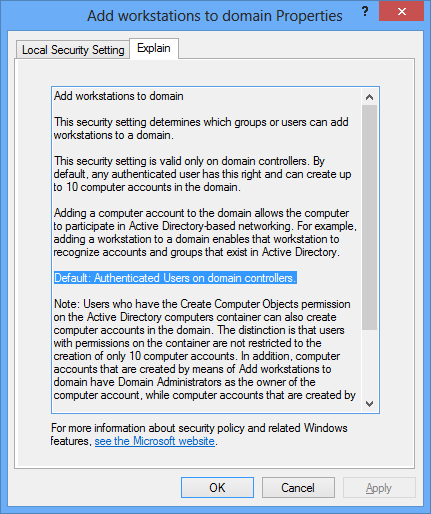 Add workstations to domain Properties
? x
Local Security Setting Explain
Add workstations to domain
This security setting determines which groups or users can add
workstations to a domain.
This security setting is valid only on domain controllers. By
default, any authenticated user has this right and can create up
to 10 computer accounts in the domain.
Adding a computer account to the domain allows the computer
to participate in Active Directory-based networking. For example,
adding a workstation to a domain enables that workstation to
recognize accounts and groups that exist in Active Directory.
Default: Authenticated Users on domain controllers.
Note: Users who have the Create Computer Objects permission
on the Active Directory computers container can also create
computer accounts in the domain. The distinction is that users
with permissions on the container are not restricted to the
creation of only 10 computer accounts. In addition, computer
accounts that are created by means of Add workstations to
domain have Domain Administrators as the owner of the
computer account, while computer accounts that are created by
For more information about security policy and related Windows
features, see the Microsoft website.
OK Cancel Apply